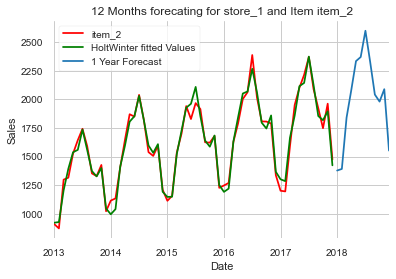 12 Months forecating for store_1 and Item item_2
item_2
HoltWinter fitted Values
1 Year Forecast
Sales
2500
2250
2000
1750
1500
1250
1000
2013
2014
2015
2016
2017
2018
Date